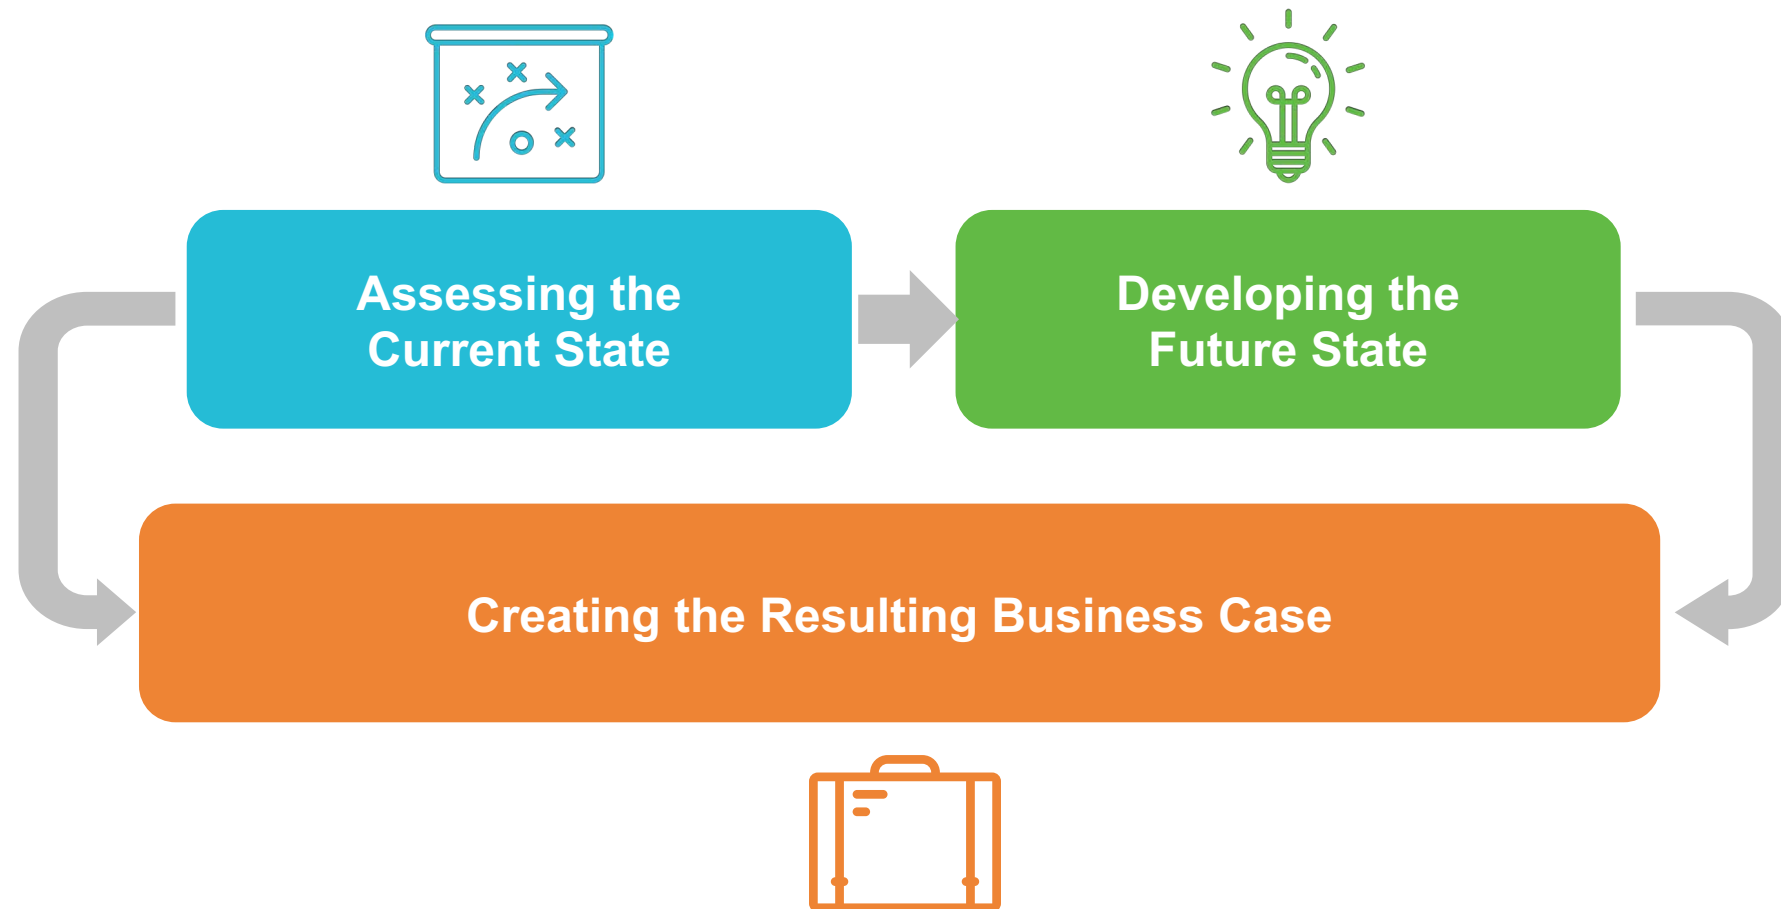 Assessing the
Current State
Developing the
Future State
Creating the Resulting Business Case